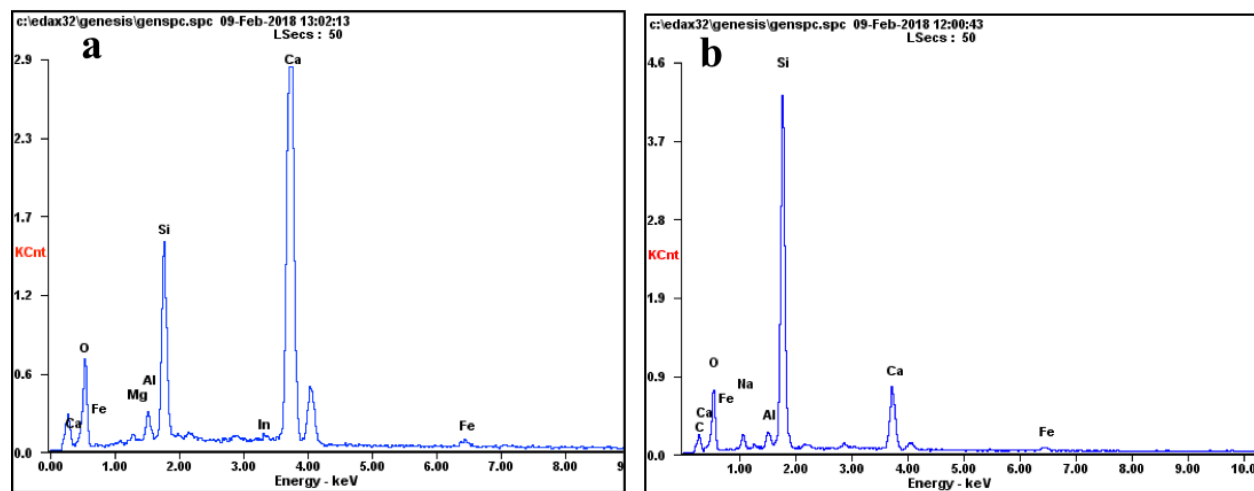 c:\edax32\genesis\genspc.spc 09-Feb-2018 13:02:13
LSecs : 50
a
2.9
2.3
1.7
KCnt
1.2
0.6
0.0
Ca
Si
O
Al
Mg
Fe
Ca
In
Fe
0.00 1.00 2.00 3.00 4.00 5.00 6.00 7.00 8.00 9
Energy - keV
c:\edax32\genesis\genspc.spc 09-Feb-2018 12:00:43
LSecs : 50
b
4.6
3.7
2.8
KCnt
1.9
0.9
0.0
Si
O
Na
Fe
Ca
C
Al
Ca
Fe
1.00 2.00 3.00 4.00 5.00 6.00 7.00 8.00 9.00 10.0
Energy - keV